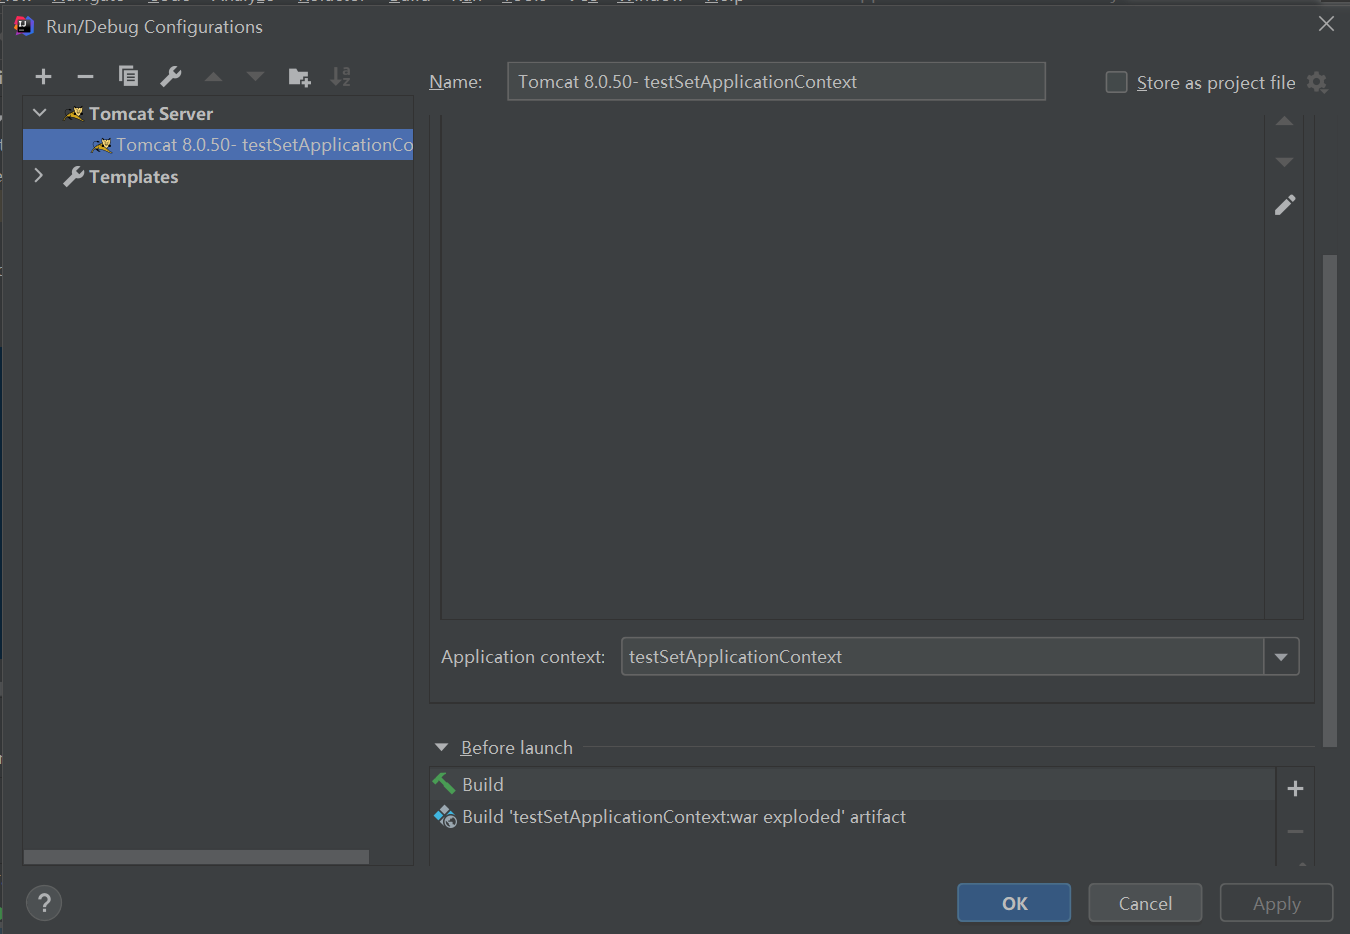 Run/Debug Configurations
Name: Tomcat 8.0.50- testSetApplicationContext
Store as project file
Tomcat Server
Tomcat 8.0.50- testSetApplicationCo
Templates
Application context: testSetApplicationContext
Before launch
Build
Build 'testSetApplicationContext:war exploded' artifact
?
OK
Cancel
Apply